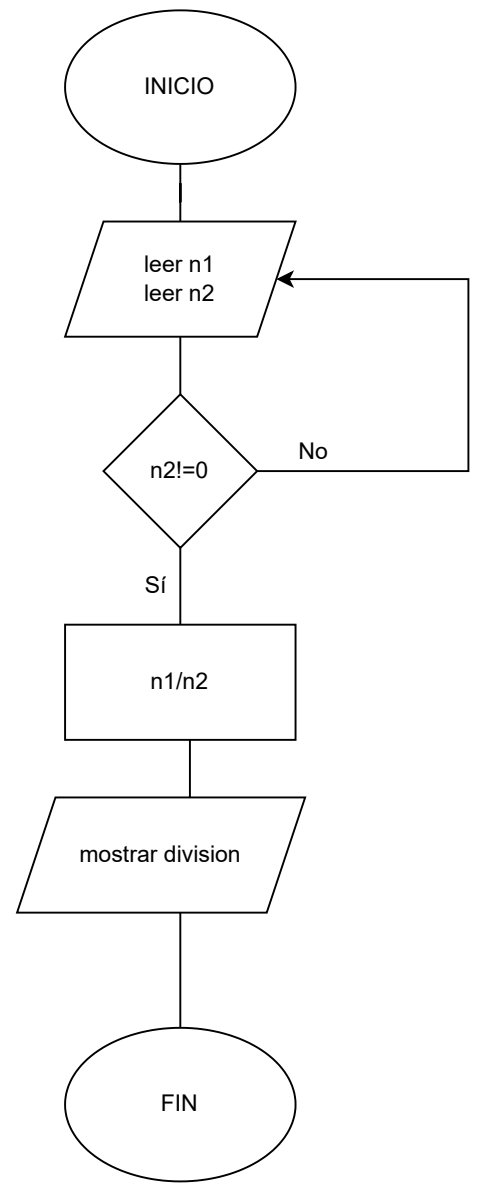 INICIO
leer n1
leer n2
n2!=0
No
Sí
n1/n2
mostrar division
FIN